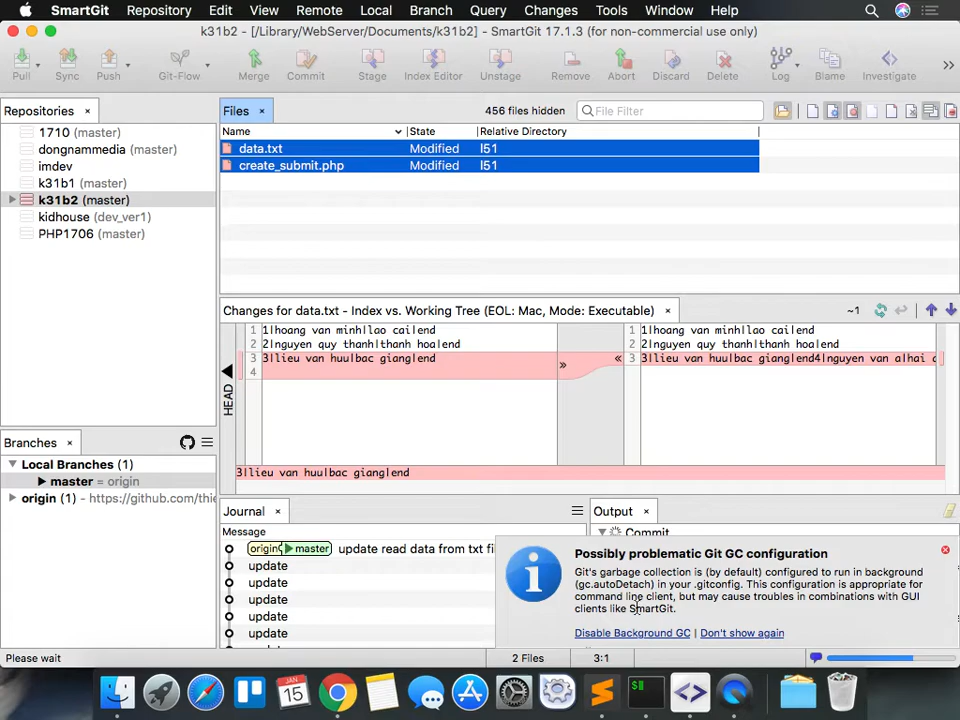 SmartGit Repository Edit View Remote Local Branch Query Changes Tools Window Help
k31b2 - [/Library/WebServer/Documents/k31b2] - SmartGit 17.1.3 (for non-commercial use only)
Pull Sync Push Git-Flow Merge Commit Stage Index Editor Unstage Remove Abort Discard Delete Log Blame Investigate
Repositories
1710 (master)
dongnammedia (master)
imdev
k31b1 (master)
k31b2 (master)
kidhouse (dev_ver1)
PHP1706 (master)
Files
456 files hidden
File Filter
Name State Relative Directory
data.txt Modified l51
create_submit.php Modified l51
Changes for data.txt - Index vs. Working Tree (EOL: Mac, Mode: Executable)
~1
HEAD
1 1|hoang van minh|lao cai|end
2 2|nguyen quy thanh|thanh hoa|end
3 3|lieu van huu|bac giang|end
4
1 1|hoang van minh|lao cai|end
2 2|nguyen quy thanh|thanh hoa|end
3 3|lieu van huu|bac giang|end4|nguyen van a|hai
3|lieu van huu|bac giang|end
Branches
Local Branches (1)
master = origin
origin (1) - https://github.com/thie
Journal
Message
origin master update read data from txt fi
update
update
update
update
update
Output
Commit
Possibly problematic Git GC configuration
Git's garbage collection is (by default) configured to run in background
(gc.autoDetach) in your .gitconfig. This configuration is appropriate for
command line client, but may cause troubles in combinations with GUI
clients like SmartGit.
Disable Background GC | Don't show again
Please wait
2 Files
3:1
JAN
15